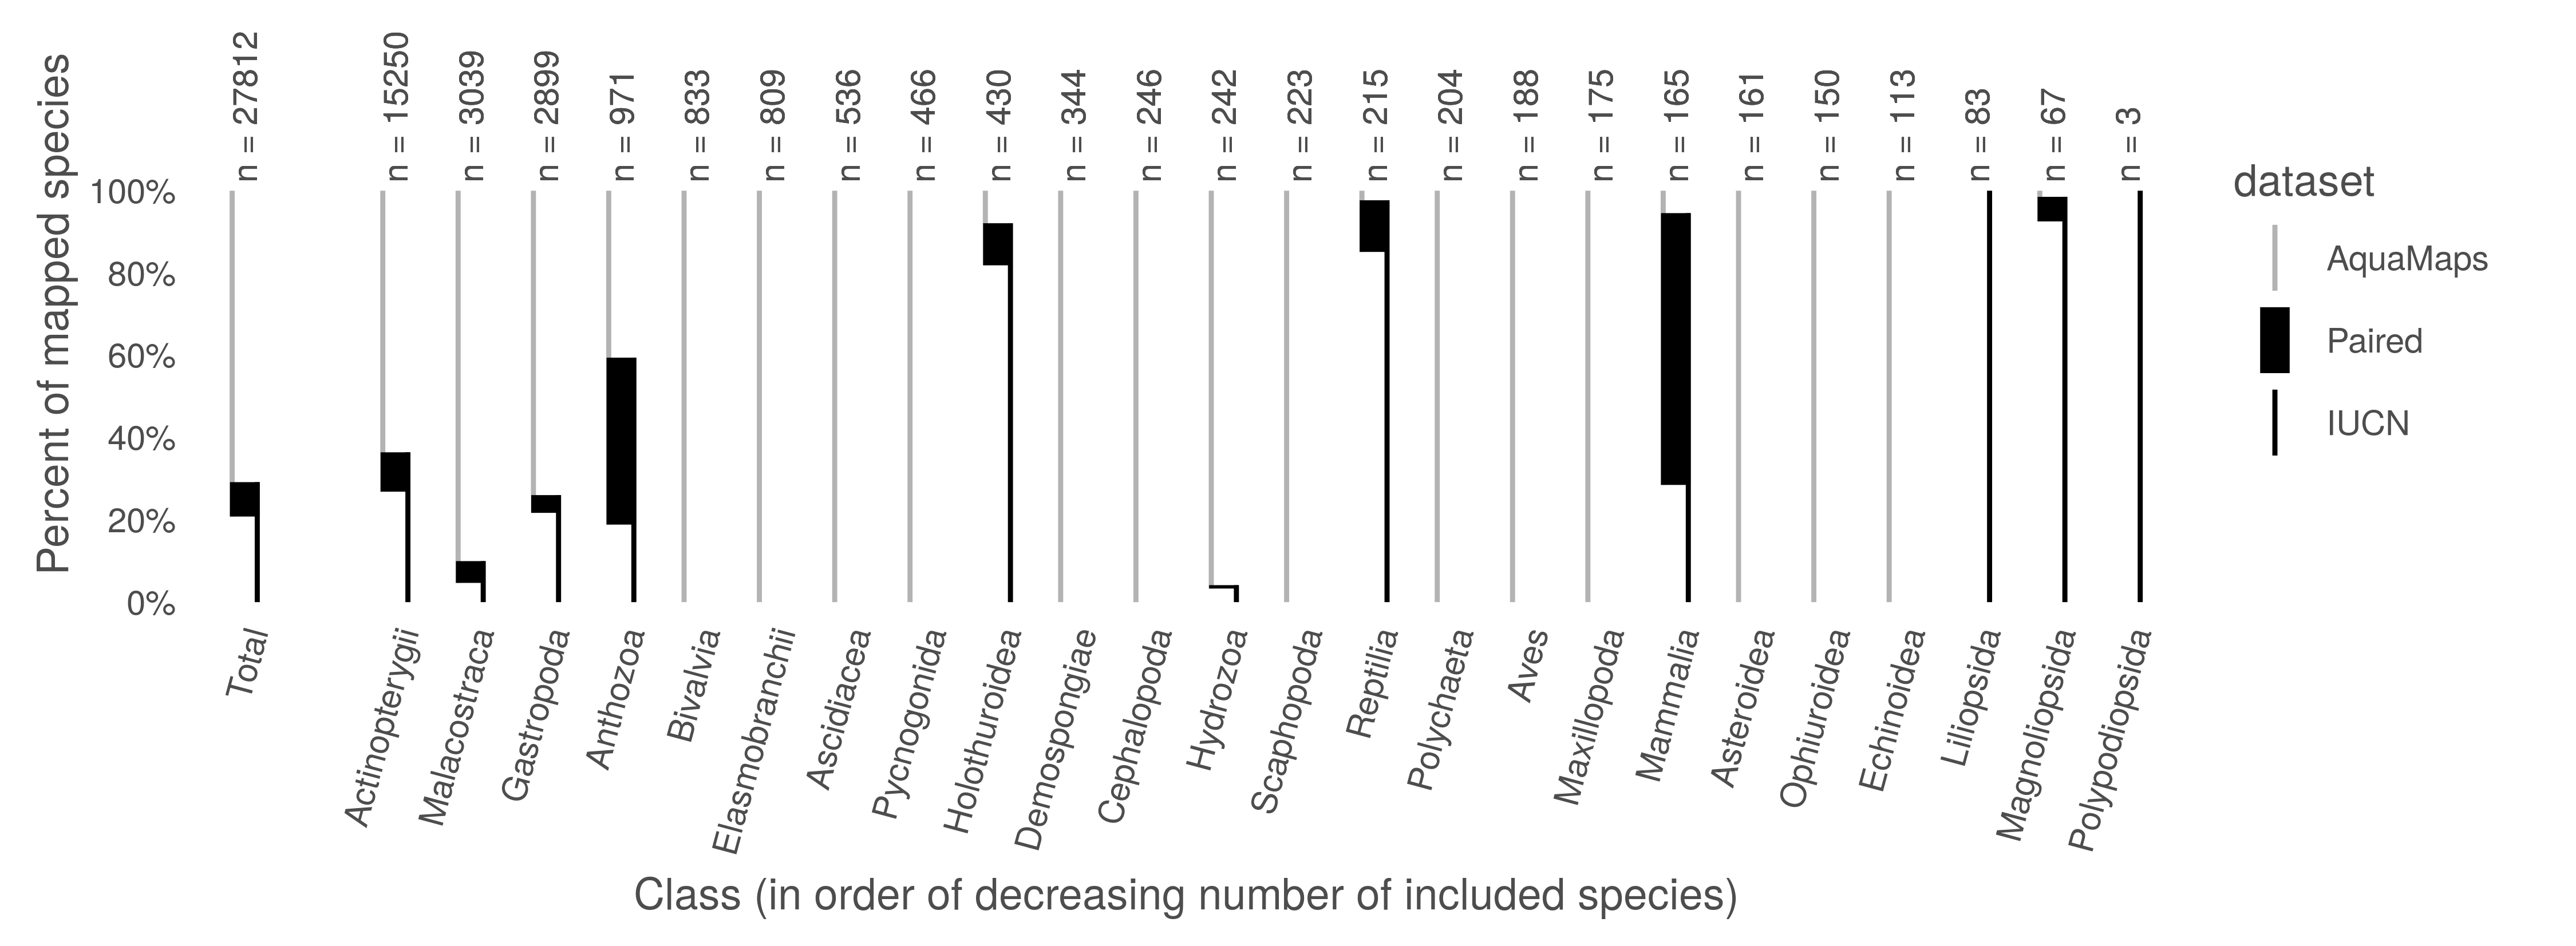 n = 27812
n = 15250
n = 3039
n = 2899
n = 971
n = 833
n = 809
n = 536
n = 466
n = 430
n = 344
n = 246
n = 242
n = 223
n = 215
n = 204
n = 188
n = 175
n = 165
n = 161
n = 150
n = 113
n = 83
n = 67
n = 3
Percent of mapped species
100%
80%
60%
40%
20%
0%
Total
Actinopterygii
Malacostraca
Gastropoda
Anthozoa
Bivalvia
Elasmobranchii
Ascidiacea
Pycnogonida
Holothuroidea
Demospongiae
Cephalopoda
Hydrozoa
Scaphopoda
Reptilia
Polychaeta
Aves
Maxillopoda
Mammalia
Asteroidea
Ophiuroidea
Echinoidea
Liliopsida
Magnoliopsida
Polypodiopsida
Class (in order of decreasing number of included species)
dataset
AquaMaps
Paired
IUCN